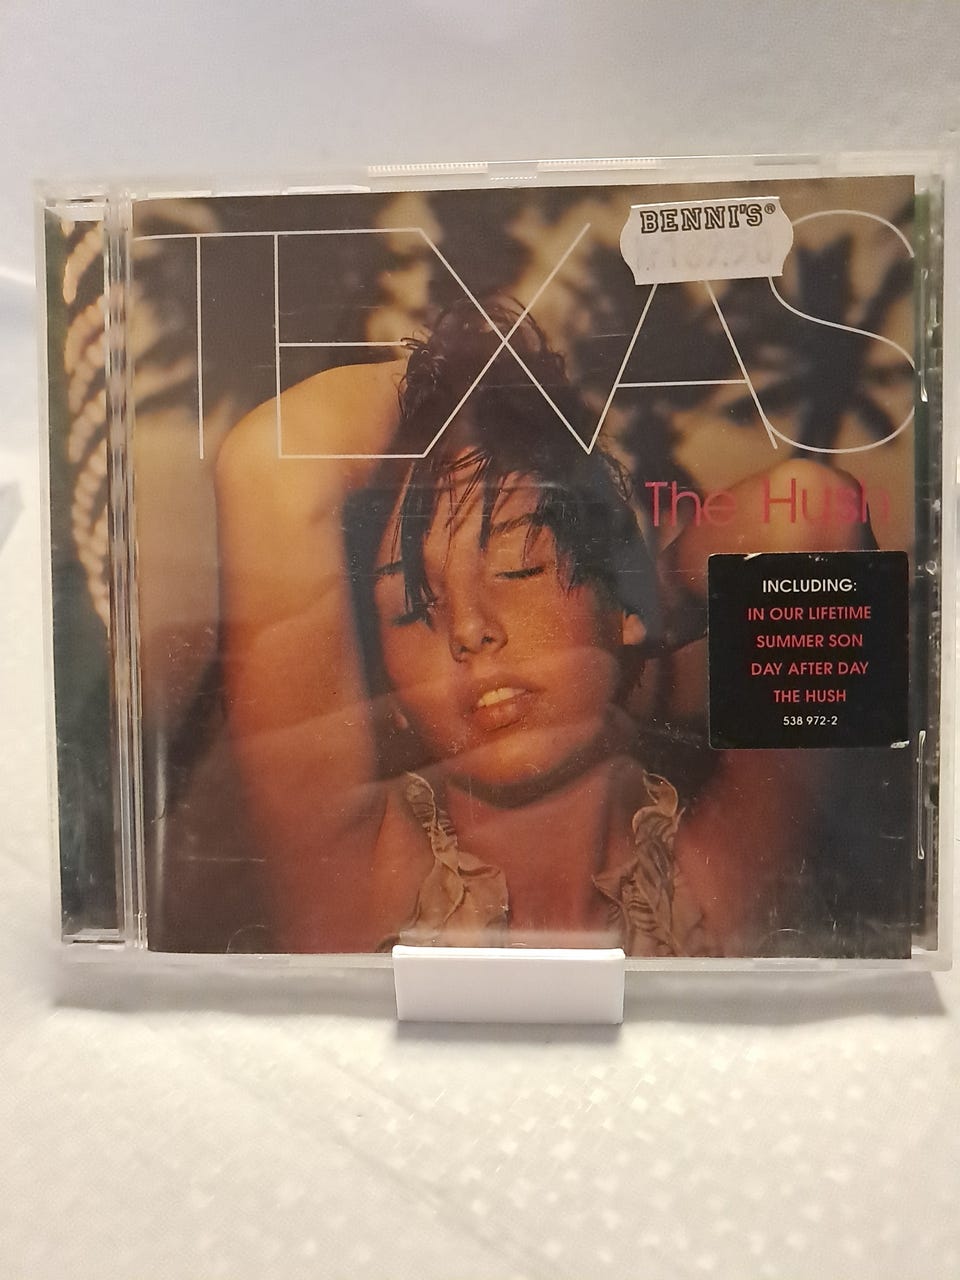 TEXAS
BENNI'S®
The Hush
INCLUDING:
IN OUR LIFETIME
SUMMER SON
DAY AFTER DAY
THE HUSH
538 972-2